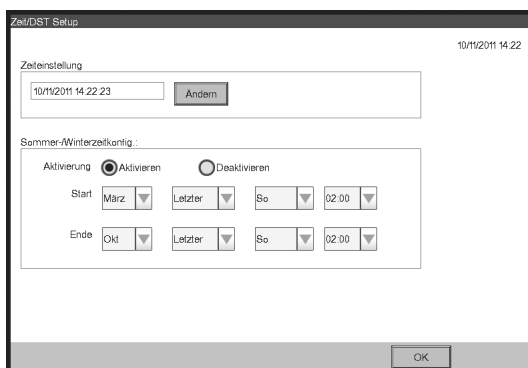 Zeit/DST Setup
10/11/2011 14:22
Zeiteinstellung
10/11/2011 14:22:23 Ändern
Sommer-/Winterzeitkonfig.:
Aktivierung Aktivieren Deaktivieren
Start März Letzter So 02:00
Ende Okt Letzter So 02:00
OK